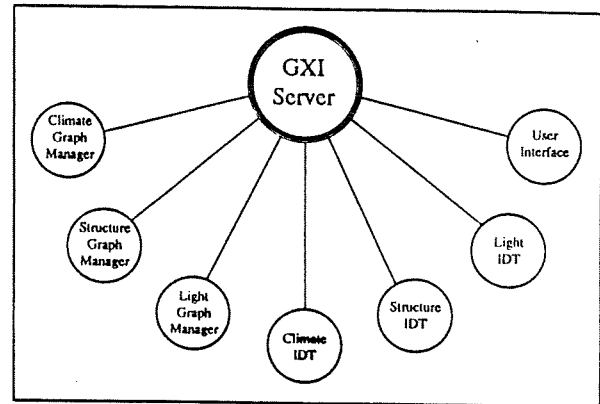 GXI
Server
Climate
Graph
Manager
User
Interface
Structure
Graph
Manager
Light
IDT
Light
Graph
Manager
Structure
IDT
Climate
IDT